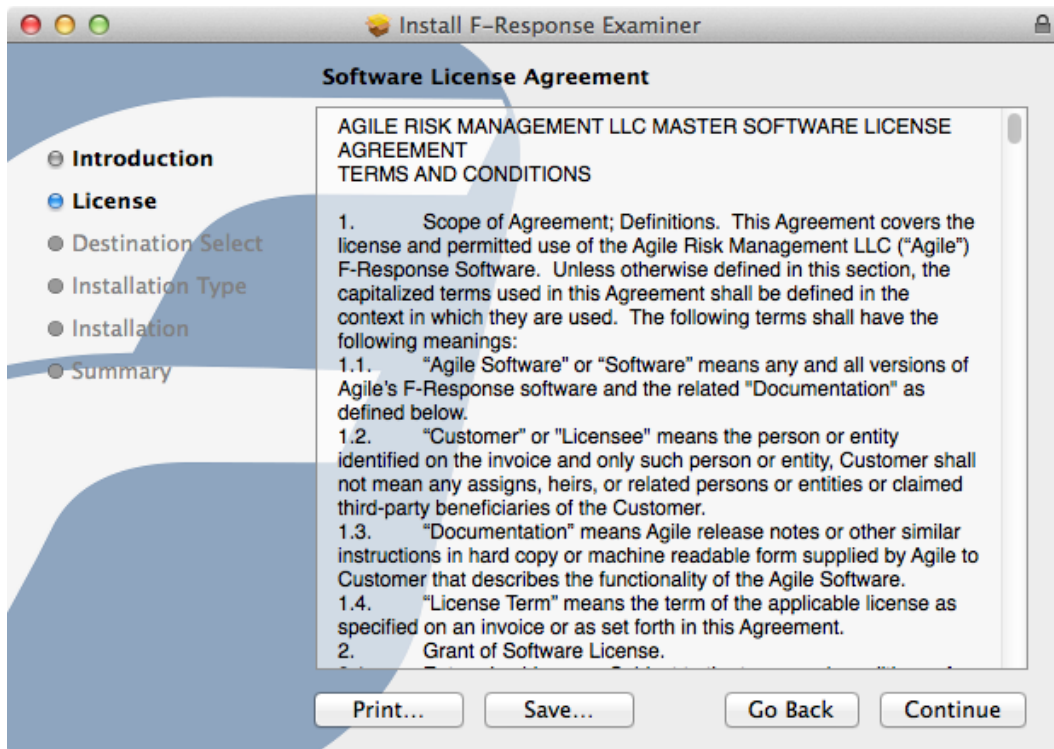 Install F-Response Examiner
Software License Agreement
Introduction
License
Destination Select
Installation Type
Installation
Summary
AGILE RISK MANAGEMENT LLC MASTER SOFTWARE LICENSE
AGREEMENT
TERMS AND CONDITIONS
1. Scope of Agreement; Definitions. This Agreement covers the
license and permitted use of the Agile Risk Management LLC (“Agile”)
F-Response Software. Unless otherwise defined in this section, the
capitalized terms used in this Agreement shall be defined in the
context in which they are used. The following terms shall have the
following meanings:
1.1. “Agile Software” or “Software” means any and all versions of
Agile’s F-Response software and the related "Documentation" as
defined below.
1.2. “Customer” or "Licensee" means the person or entity
identified on the invoice and only such person or entity, Customer shall
not mean any assigns, heirs, or related persons or entities or claimed
third-party beneficiaries of the Customer.
1.3. “Documentation” means Agile release notes or other similar
instructions in hard copy or machine readable form supplied by Agile to
Customer that describes the functionality of the Agile Software.
1.4. “License Term” means the term of the applicable license as
specified on an invoice or as set forth in this Agreement.
2. Grant of Software License.
Print...
Save...
Go Back
Continue